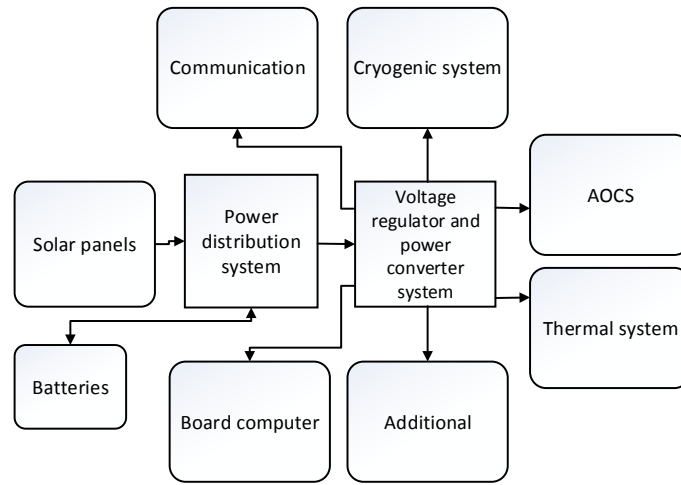 Communication
Cryogenic system
AOCS
Solar panels
Power
distribution
system
Voltage
regulator and
power
converter
system
Thermal system
Batteries
Board computer
Additional